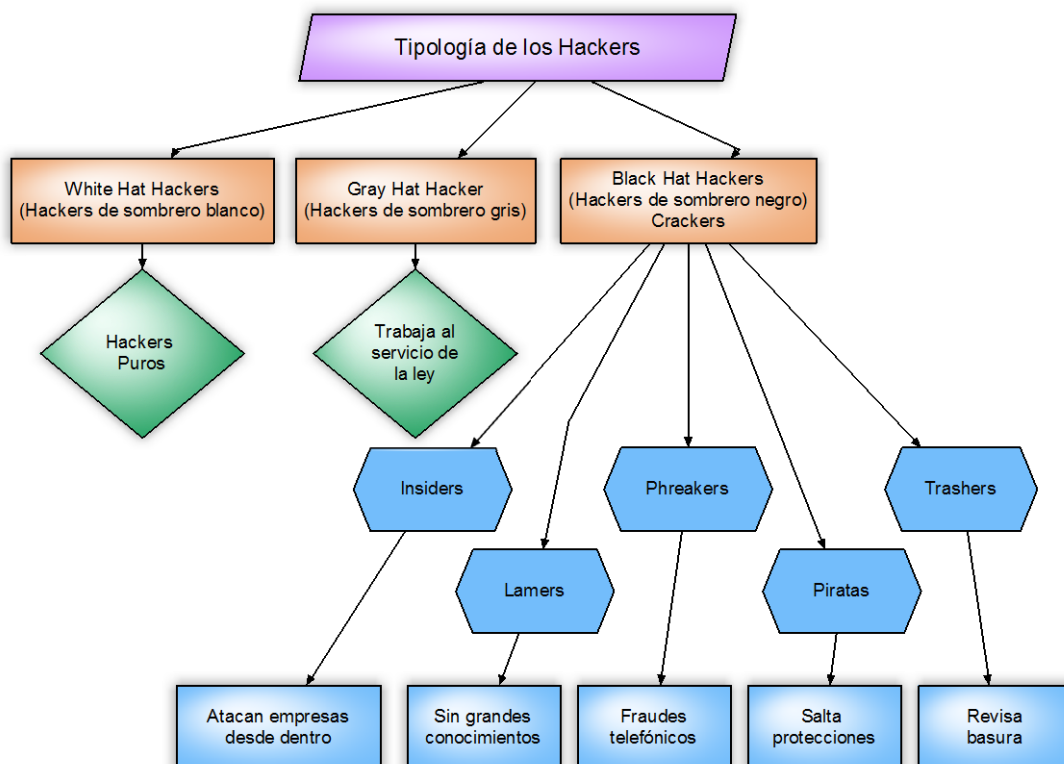 Tipología de los Hackers
White Hat Hackers
(Hackers de sombrero blanco)
Gray Hat Hacker
(Hackers de sombrero gris)
Black Hat Hackers
(Hackers de sombrero negro)
Crackers
Hackers
Puros
Trabaja al
servicio de
la ley
Insiders
Phreakers
Trashers
Lamers
Piratas
Atacan empresas
desde dentro
Sin grandes
conocimientos
Fraudes
telefónicos
Salta
protecciones
Revisa
basura